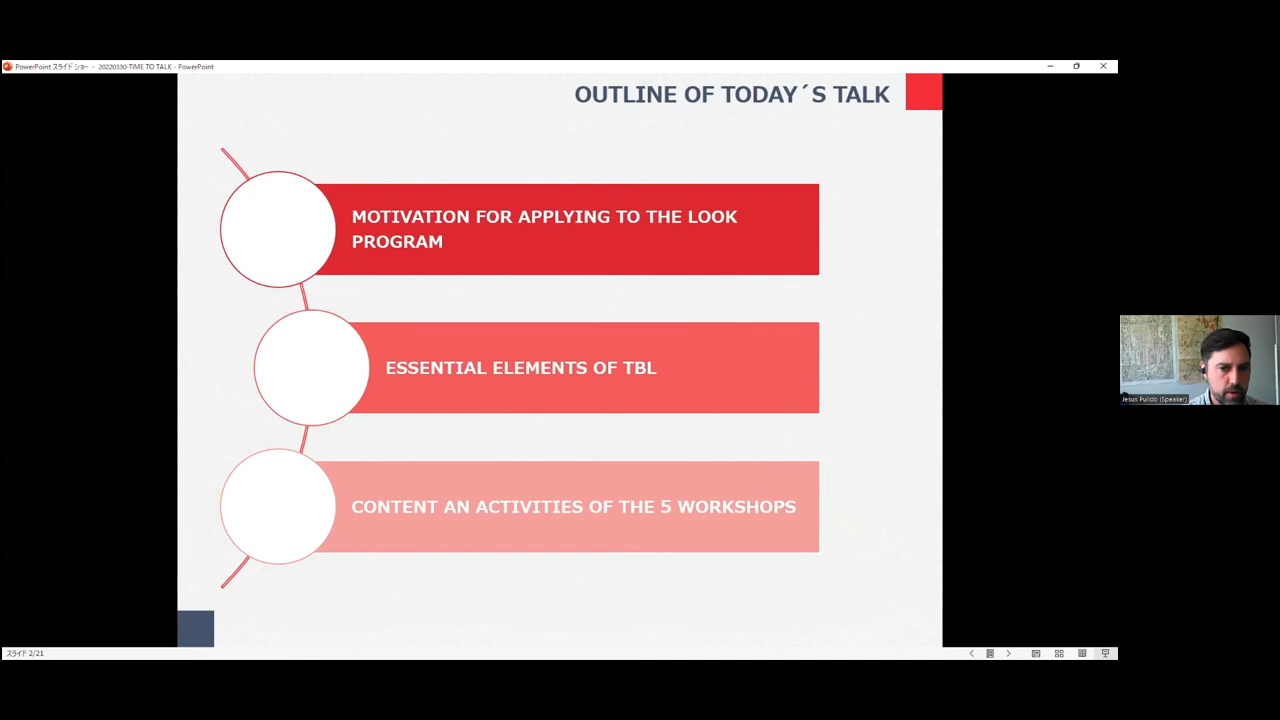 PowerPoint スライド ショー - 20220330-TIME TO TALK - PowerPoint
OUTLINE OF TODAY´S TALK
MOTIVATION FOR APPLYING TO THE LOOK
PROGRAM
ESSENTIAL ELEMENTS OF TBL
CONTENT AN ACTIVITIES OF THE 5 WORKSHOPS
Jesus Pulido (Speaker)
スライド 2/21